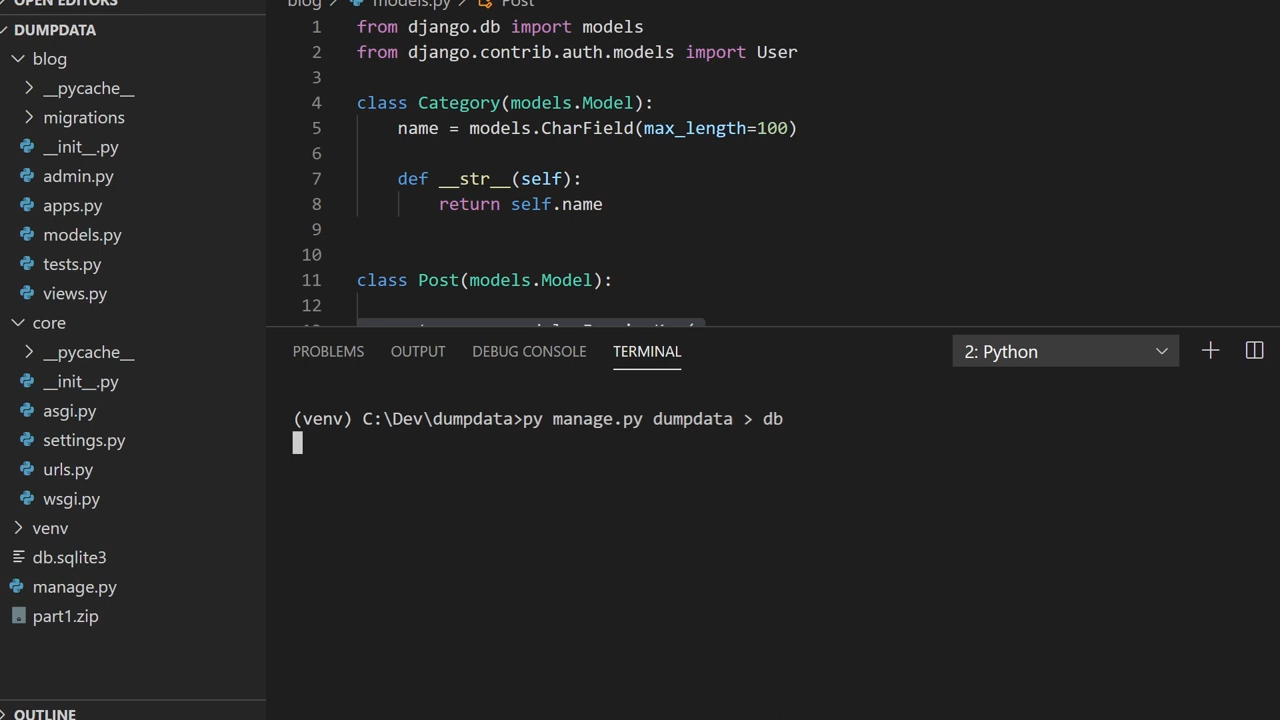 OPEN EDITORS
DUMPDATA
blog
__pycache__
migrations
__init__.py
admin.py
apps.py
models.py
tests.py
views.py
core
__pycache__
__init__.py
asgi.py
settings.py
urls.py
wsgi.py
venv
db.sqlite3
manage.py
part1.zip
OUTLINE
blog > models.py > Post
1 from django.db import models
2 from django.contrib.auth.models import User
3
4 class Category(models.Model):
5 name = models.CharField(max_length=100)
6
7 def __str__(self):
8 return self.name
9
10
11 class Post(models.Model):
12
PROBLEMS OUTPUT DEBUG CONSOLE TERMINAL 2: Python
(venv) C:\Dev\dumpdata>py manage.py dumpdata > db